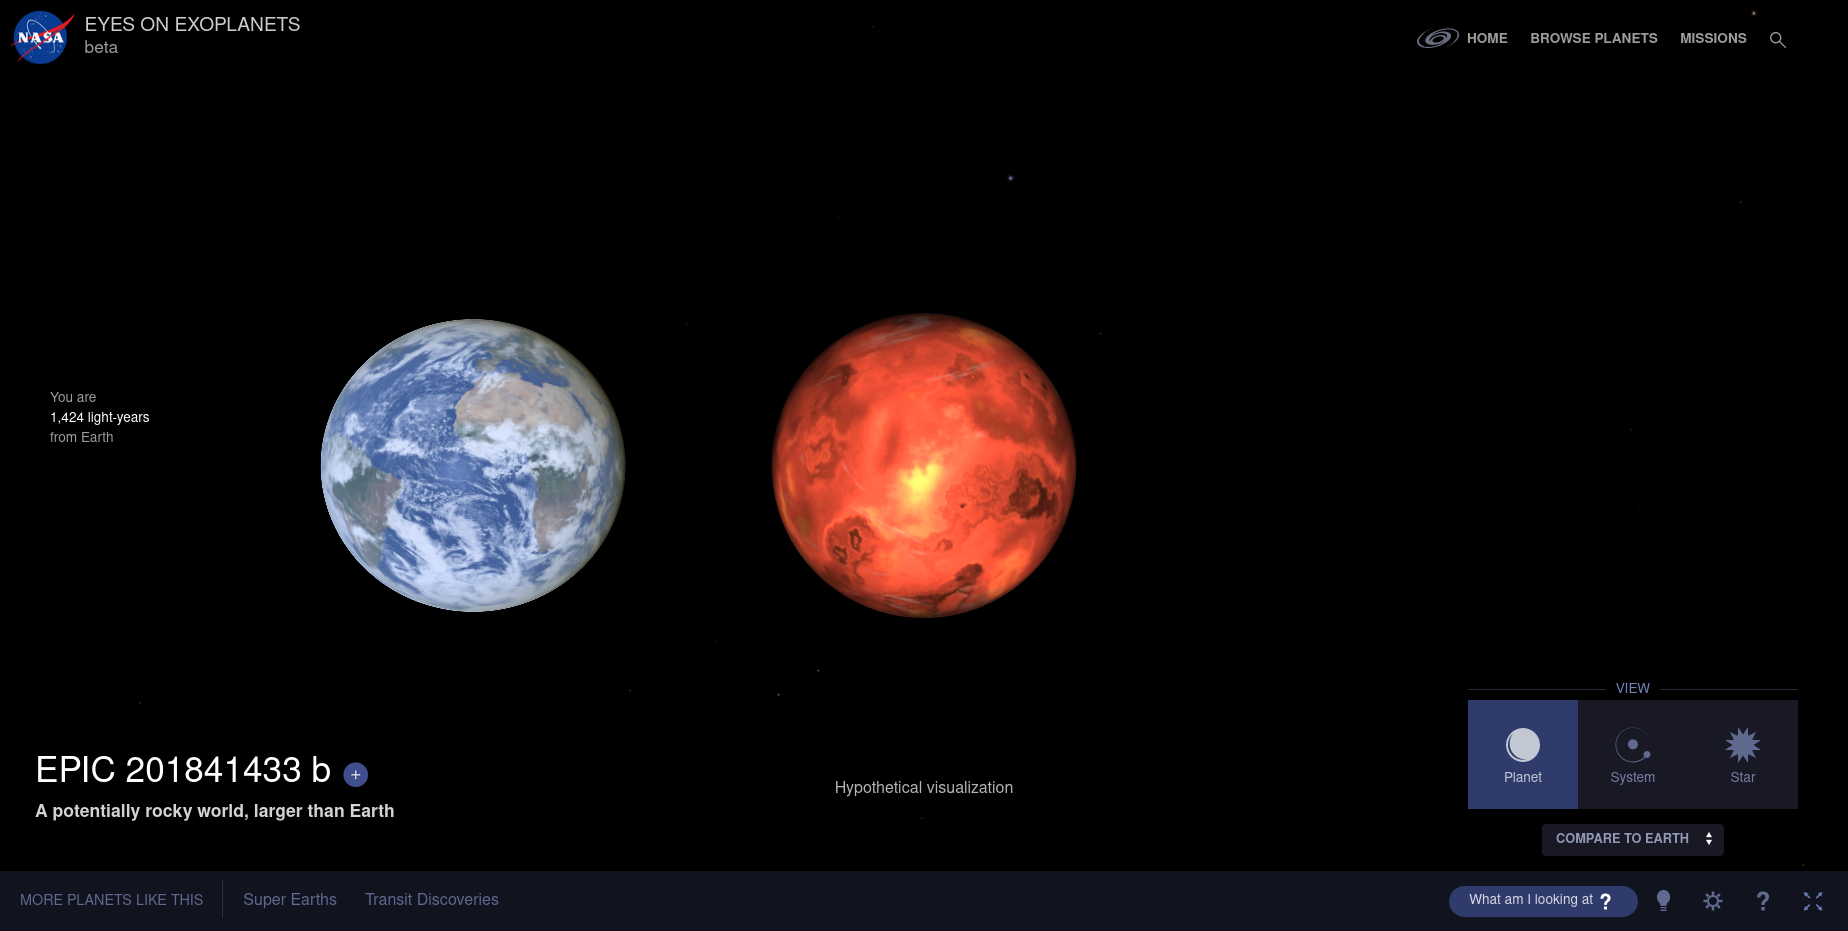 NASA
EYES ON EXOPLANETS
beta
HOME
BROWSE PLANETS
MISSIONS
You are
1,424 light-years
from Earth
VIEW
Planet
System
Star
EPIC 201841433 b +
A potentially rocky world, larger than Earth
Hypothetical visualization
COMPARE TO EARTH
MORE PLANETS LIKE THIS
Super Earths
Transit Discoveries
What am I looking at ?
?